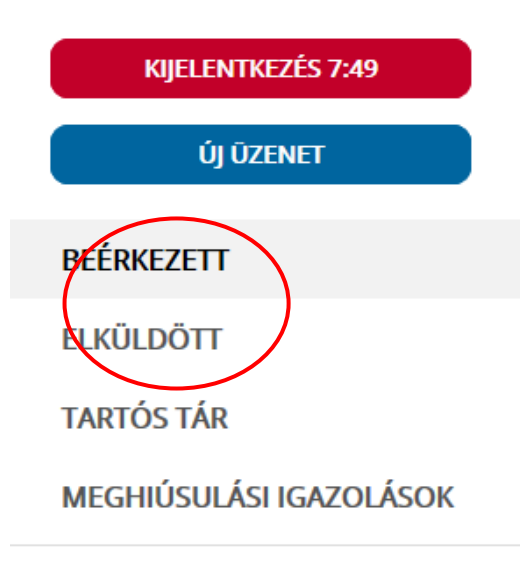 KIJELENTKEZÉS 7:49
ÚJ ÜZENET
BEÉRKEZETT
ELKÜLDÖTT
TARTÓS TÁR
MEGHIÚSULÁSI IGAZOLÁSOK